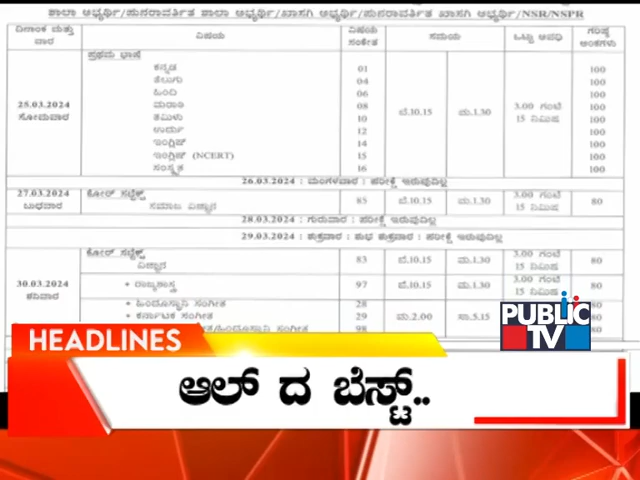 ಶಾಲಾ ಅಭ್ಯರ್ಥಿ/ಪುನರಾವರ್ತಿತ ಶಾಲಾ ಅಭ್ಯರ್ಥಿ/ಖಾಸಗಿ ಅಭ್ಯರ್ಥಿ/ಪುನರಾವರ್ತಿತ ಖಾಸಗಿ ಅಭ್ಯರ್ಥಿ/NSR/NSPR
ದಿನಾಂಕ ಮತ್ತು ವಾರ ವಿಷಯ ವಿಷಯ ಸಂಕೇತ ಸಮಯ ಒಟ್ಟು ಅವಧಿ ಗರಿಷ್ಠ ಅಂಕಗಳು
25.03.2024 ಸೋಮವಾರ ಪ್ರಥಮ ಭಾಷೆ ಬೆ.10.15 ಮ.1.30 3.00 ಗಂಟೆ 15 ನಿಮಿಷ
ಕನ್ನಡ 01 100
ತೆಲುಗು 04 100
ಹಿಂದಿ 06 100
ಮರಾಠಿ 08 100
ತಮಿಳು 10 100
ಉರ್ದು 12 100
ಇಂಗ್ಲಿಷ್ 14 100
ಇಂಗ್ಲಿಷ್ (NCERT) 15 100
ಸಂಸ್ಕೃತ 16 100
26.03.2024 : ಮಂಗಳವಾರ : ಪರೀಕ್ಷೆ ಇರುವುದಿಲ್ಲ
27.03.2024 ಬುಧವಾರ ಕೋರ್ ಸಬ್ಜೆಕ್ಟ್ಸ್ ಸಮಾಜ ವಿಜ್ಞಾನ 85 ಬೆ.10.15 ಮ.1.30 3.00 ಗಂಟೆ 15 ನಿಮಿಷ 80
28.03.2024 : ಗುರುವಾರ : ಪರೀಕ್ಷೆ ಇರುವುದಿಲ್ಲ
29.03.2024 : ಶುಕ್ರವಾರ : ಶುಭ ಶುಕ್ರವಾರ : ಪರೀಕ್ಷೆ ಇರುವುದಿಲ್ಲ
30.03.2024 ಶನಿವಾರ ಕೋರ್ ಸಬ್ಜೆಕ್ಟ್ಸ್ ವಿಜ್ಞಾನ 83 ಬೆ.10.15 ಮ.1.30 3.00 ಗಂಟೆ 15 ನಿಮಿಷ 80
• ರಾಜ್ಯಶಾಸ್ತ್ರ 97 ಬೆ.10.15 ಮ.1.30 3.00 ಗಂಟೆ 15 ನಿಮಿಷ 80
• ಹಿಂದೂಸ್ತಾನಿ ಸಂಗೀತ 28
• ಕರ್ನಾಟಕ ಸಂಗೀತ 29 ಮ.2.00 ಸಾ.5.15 80
/ಹಿಂದೂಸ್ತಾನಿ ಸಂಗೀತ 98 80
PUBLIC
TV
HEADLINES
ಆಲ್ ದ ಬೆಸ್ಟ್..